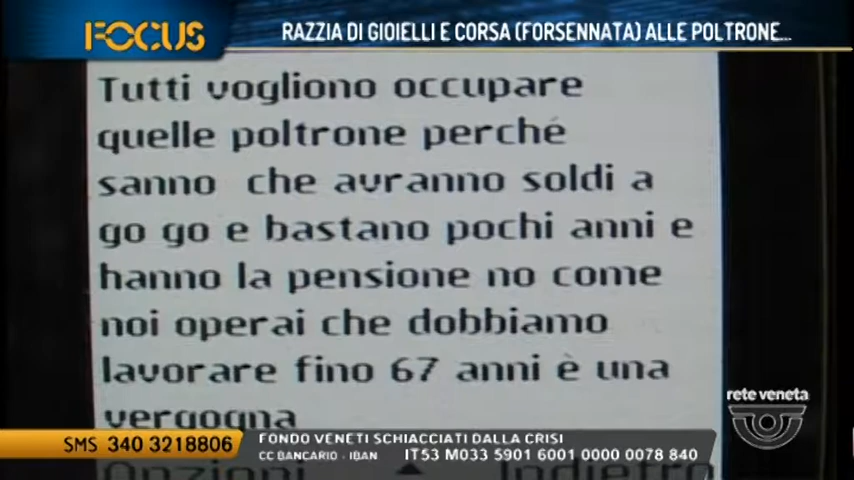 FOCUS
RAZZIA DI GIOIELLI E CORSA (FORSENNATA) ALLE POLTRONE...
Tutti vogliono occupare
quelle poltrone perché
sanno che avranno soldi a
go go e bastano pochi anni e
hanno la pensione no come
noi operai che dobbiamo
lavorare fino 67 anni è una
vergogna
rete veneta
SMS 340 3218806
FONDO VENETI SCHIACCIATI DALLA CRISI
CC BANCARIO - IBAN IT53 M033 5901 6001 0000 0078 840
Opzioni Indietro